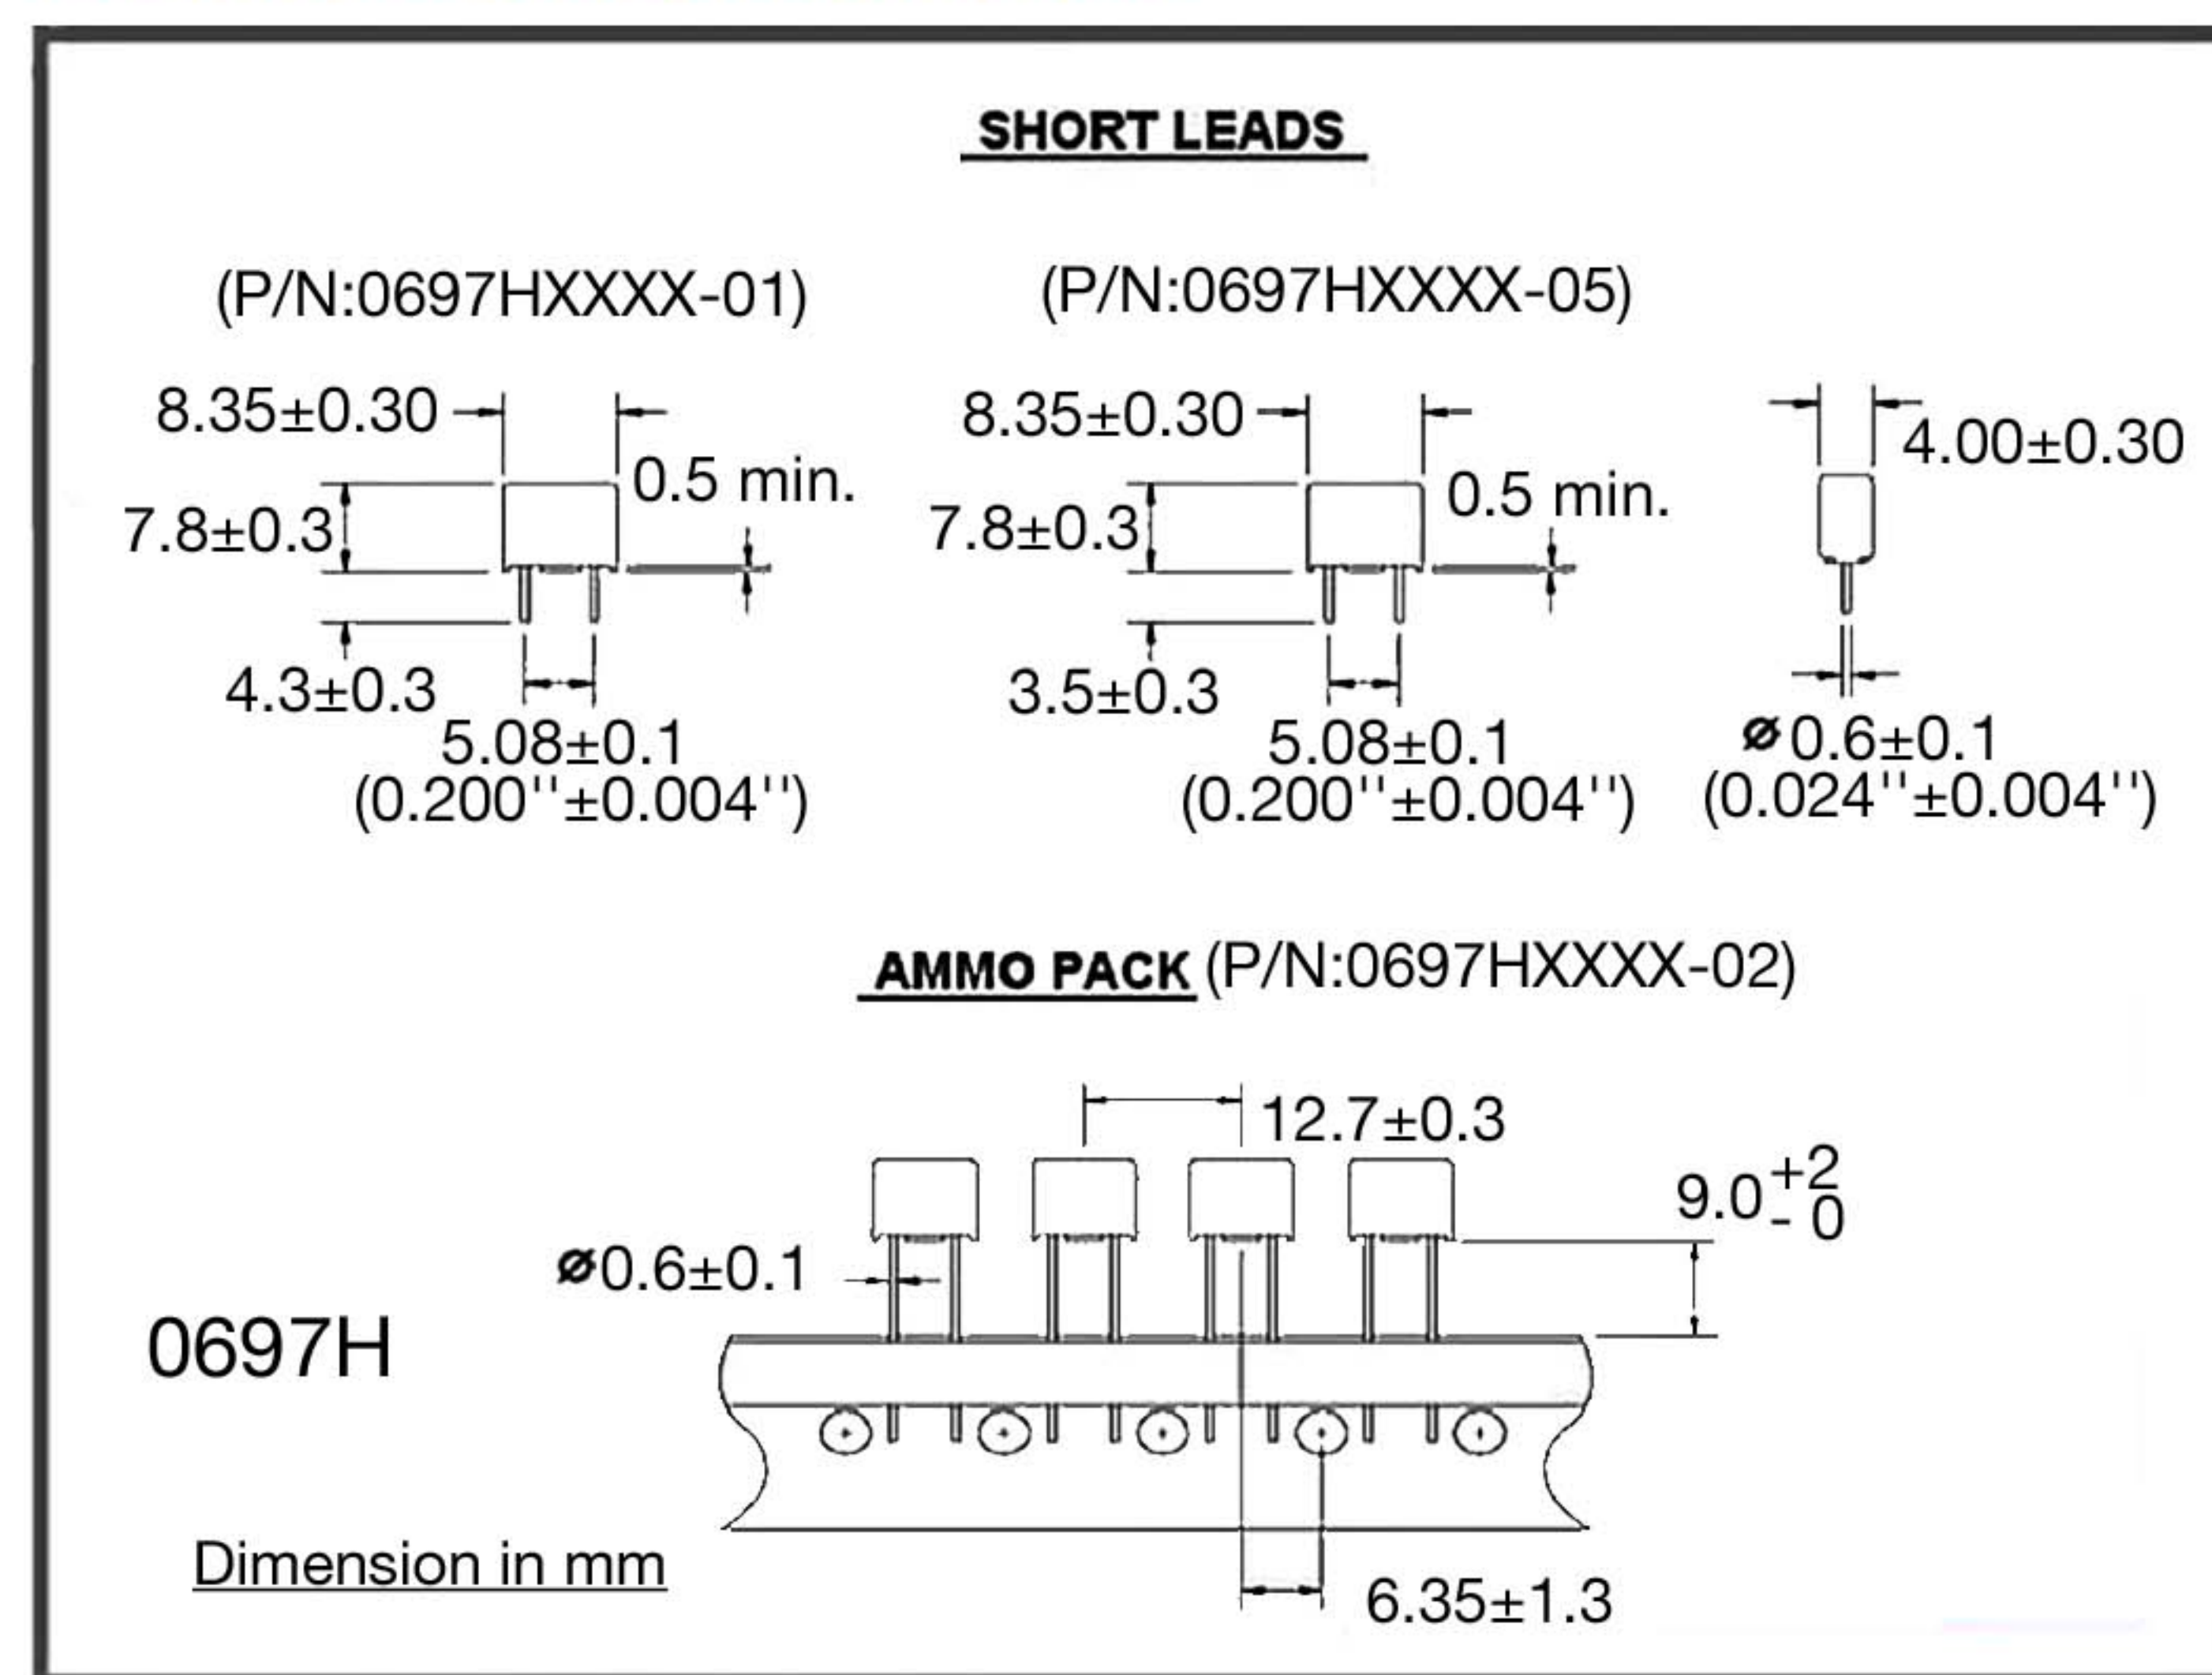 SHORT LEADS
(P/N:0697HXXXX-01)
(P/N:0697HXXXX-05)
8.35±0.30
0.5 min.
7.8±0.3
4.3±0.3
5.08±0.1
(0.200''±0.004'')
8.35±0.30
0.5 min.
7.8±0.3
3.5±0.3
5.08±0.1
(0.200''±0.004'')
4.00±0.30
ø0.6±0.1
(0.024''±0.004'')
AMMO PACK (P/N:0697HXXXX-02)
12.7±0.3
9.0 +2 - 0
ø0.6±0.1
0697H
Dimension in mm
6.35±1.3